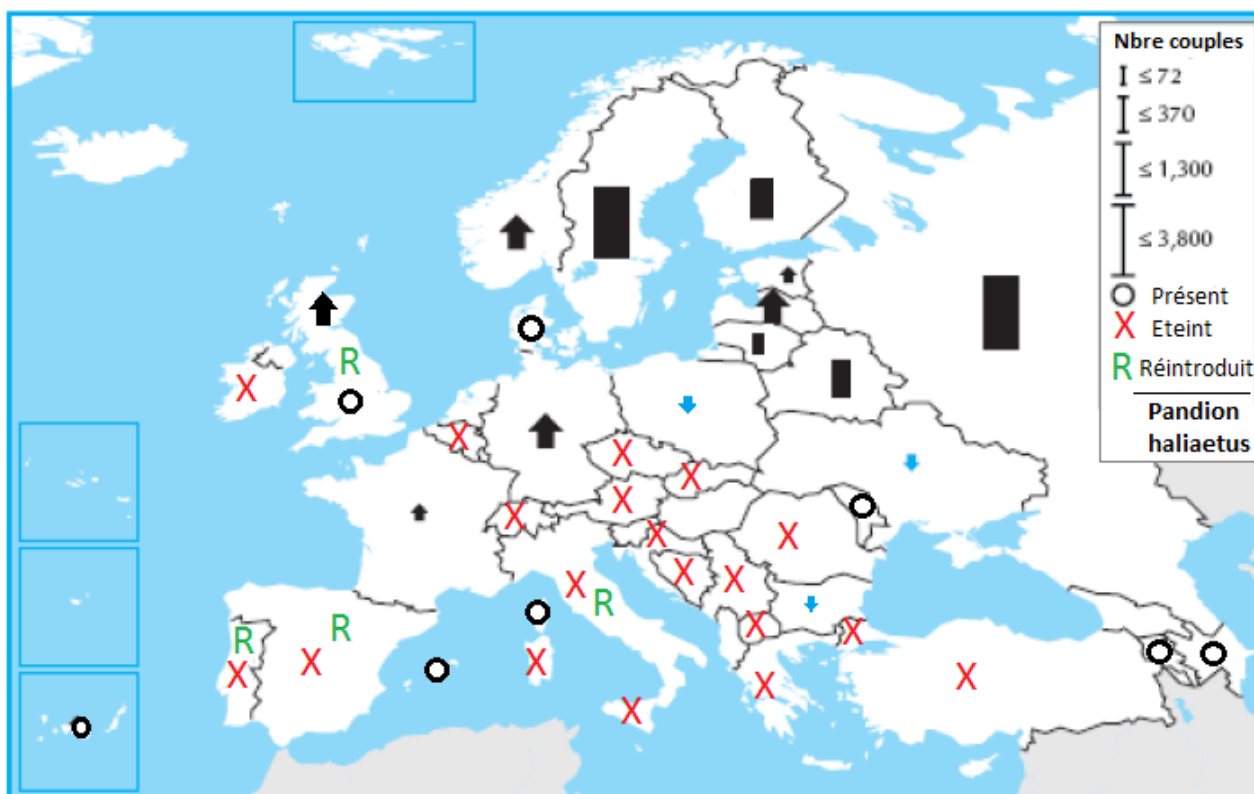 Nbre couples
≤ 72
≤ 370
≤ 1,300
≤ 3,800
Présent
X Eteint
R Réintroduit
Pandion
haliaetus
R
X
X
X
X
X
X
X
X
X
X
X
X
R
R
X
R
X
X
X
X
X
X
X